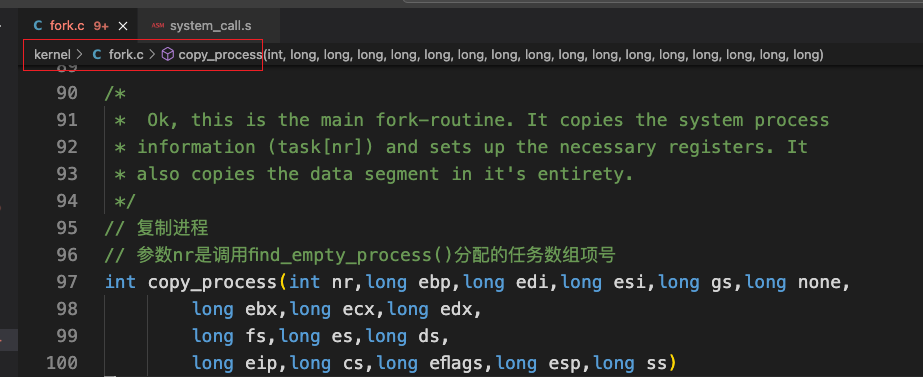 fork.c 9+ × ASM system_call.s
kernel > C fork.c > copy_process(int, long, long, long, long, long, long, long, long, long, long, long, long, long, long, long, long)
89
90 /*
91  *  Ok, this is the main fork-routine. It copies the system process
92  * information (task[nr]) and sets up the necessary registers. It
93  * also copies the data segment in it's entirety.
94  */
95 // 复制进程
96 // 参数nr是调用find_empty_process()分配的任务数组项号
97 int copy_process(int nr,long ebp,long edi,long esi,long gs,long none,
98         long ebx,long ecx,long edx,
99         long fs,long es,long ds,
100         long eip,long cs,long eflags,long esp,long ss)